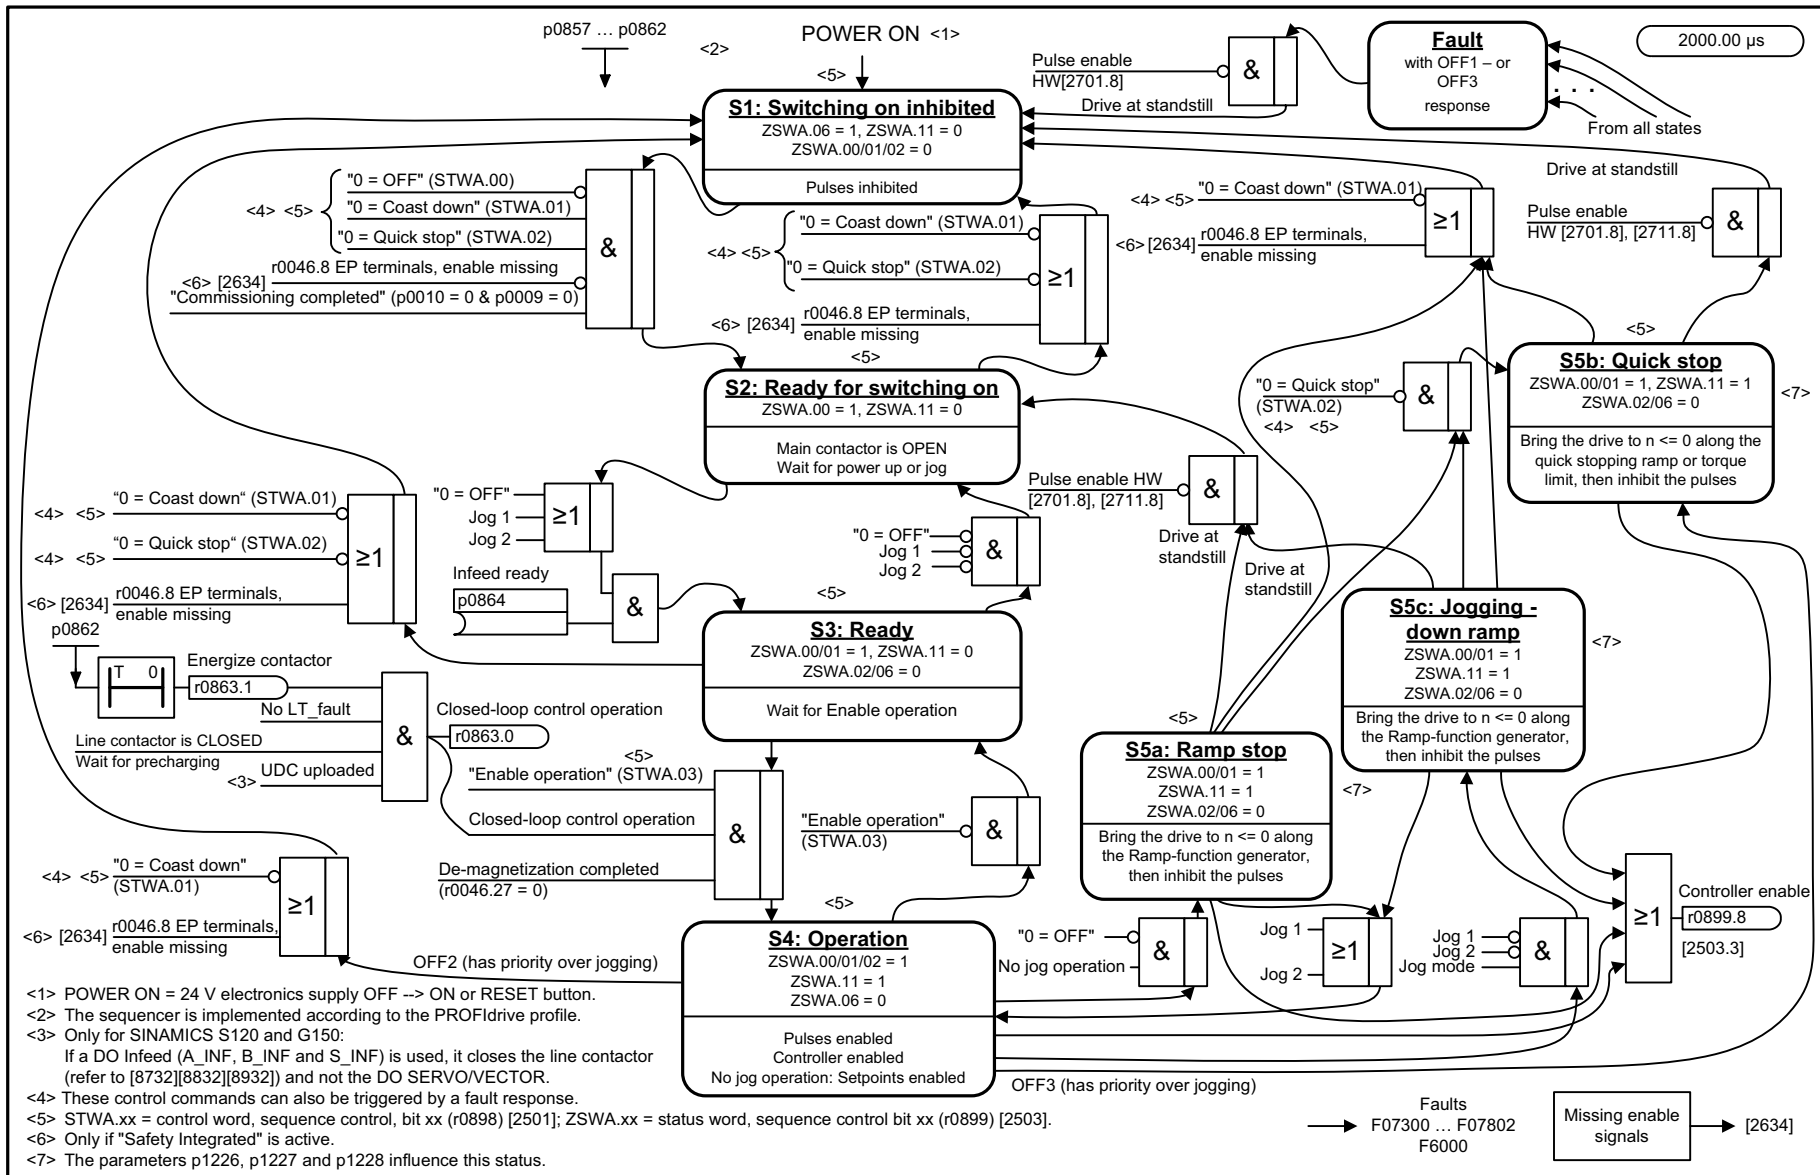 p0857 … p0862
<2>
POWER ON <1>
<5>
Pulse enable
HW[2701.8]
&
Drive at standstill
Fault
with OFF1 – or
OFF3
response
. . .
From all states
2000.00 µs
S1: Switching on inhibited
ZSWA.06 = 1, ZSWA.11 = 0
ZSWA.00/01/02 = 0
Pulses inhibited
<4> <5>
"0 = OFF" (STWA.00)
"0 = Coast down" (STWA.01)
"0 = Quick stop" (STWA.02)
<6> [2634]
r0046.8 EP terminals, enable missing
"Commissioning completed" (p0010 = 0 & p0009 = 0)
&
<4> <5>
"0 = Coast down" (STWA.01)
"0 = Quick stop" (STWA.02)
<6> [2634]
r0046.8 EP terminals,
enable missing
≥1
<4> <5>
"0 = Coast down" (STWA.01)
<6> [2634]
r0046.8 EP terminals,
enable missing
≥1
Drive at standstill
Pulse enable
HW [2701.8], [2711.8]
&
<5>
S2: Ready for switching on
ZSWA.00 = 1, ZSWA.11 = 0
Main contactor is OPEN
Wait for power up or jog
"0 = Quick stop"
(STWA.02)
<4> <5>
&
<5>
S5b: Quick stop
ZSWA.00/01 = 1, ZSWA.11 = 1
ZSWA.02/06 = 0
Bring the drive to n <= 0 along the
quick stopping ramp or torque
limit, then inhibit the pulses
<7>
<4> <5>
“0 = Coast down“ (STWA.01)
<4> <5>
“0 = Quick stop“ (STWA.02)
<6> [2634]
r0046.8 EP terminals,
enable missing
≥1
"0 = OFF"
Jog 1
Jog 2
≥1
Infeed ready
p0864
&
"0 = OFF"
Jog 1
Jog 2
&
Pulse enable HW
[2701.8], [2711.8]
&
Drive at
standstill
Drive at
standstill
<5>
S3: Ready
ZSWA.00/01 = 1, ZSWA.11 = 0
ZSWA.02/06 = 0
Wait for Enable operation
S5c: Jogging -
down ramp
ZSWA.00/01 = 1
ZSWA.11 = 1
ZSWA.02/06 = 0
Bring the drive to n <= 0 along
the Ramp-function generator,
then inhibit the pulses
<7>
p0862
T 0
Energize contactor
r0863.1
No LT_fault
Line contactor is CLOSED
Wait for precharging
<3>
UDC uploaded
&
Closed-loop control operation
r0863.0
<5>
"Enable operation" (STWA.03)
Closed-loop control operation
De-magnetization completed
(r0046.27 = 0)
&
"Enable operation"
(STWA.03)
&
<5>
S5a: Ramp stop
ZSWA.00/01 = 1
ZSWA.11 = 1
ZSWA.02/06 = 0
Bring the drive to n <= 0 along
the Ramp-function generator,
then inhibit the pulses
<7>
<4> <5>
"0 = Coast down"
(STWA.01)
<6> [2634]
r0046.8 EP terminals,
enable missing
≥1
OFF2 (has priority over jogging)
<5>
S4: Operation
ZSWA.00/01/02 = 1
ZSWA.11 = 1
ZSWA.06 = 0
Pulses enabled
Controller enabled
No jog operation: Setpoints enabled
"0 = OFF"
No jog operation
&
Jog 1
Jog 2
≥1
Jog 1
Jog 2
Jog mode
&
≥1
Controller enable
r0899.8
[2503.3]
OFF3 (has priority over jogging)
<1> POWER ON = 24 V electronics supply OFF --> ON or RESET button.
<2> The sequencer is implemented according to the PROFIdrive profile.
<3> Only for SINAMICS S120 and G150:
If a DO Infeed (A_INF, B_INF and S_INF) is used, it closes the line contactor
(refer to [8732][8832][8932]) and not the DO SERVO/VECTOR.
<4> These control commands can also be triggered by a fault response.
<5> STWA.xx = control word, sequence control, bit xx (r0898) [2501]; ZSWA.xx = status word, sequence control bit xx (r0899) [2503].
<6> Only if "Safety Integrated" is active.
<7> The parameters p1226, p1227 and p1228 influence this status.
Faults
F07300 … F07802
F6000
Missing enable
signals
[2634]